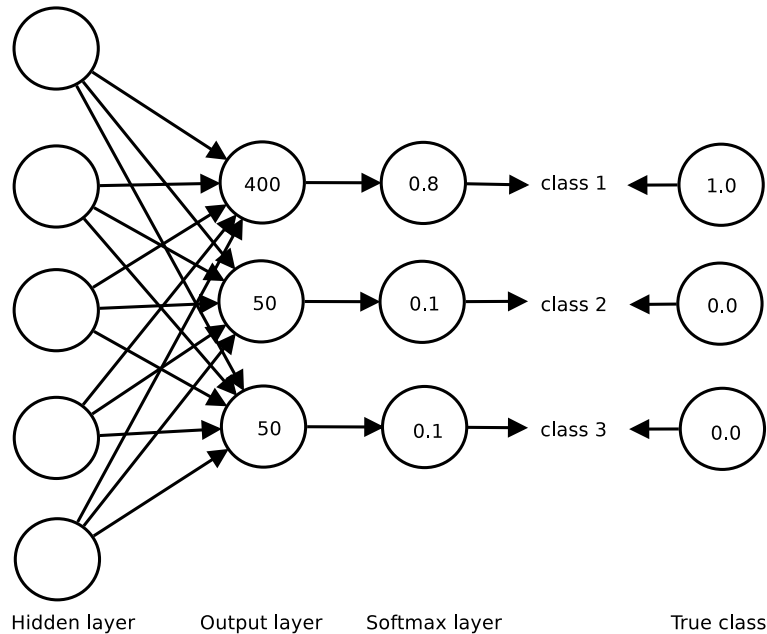 400 0.8 class 1 1.0
50 0.1 class 2 0.0
50 0.1 class 3 0.0
Hidden layer Output layer Softmax layer True class